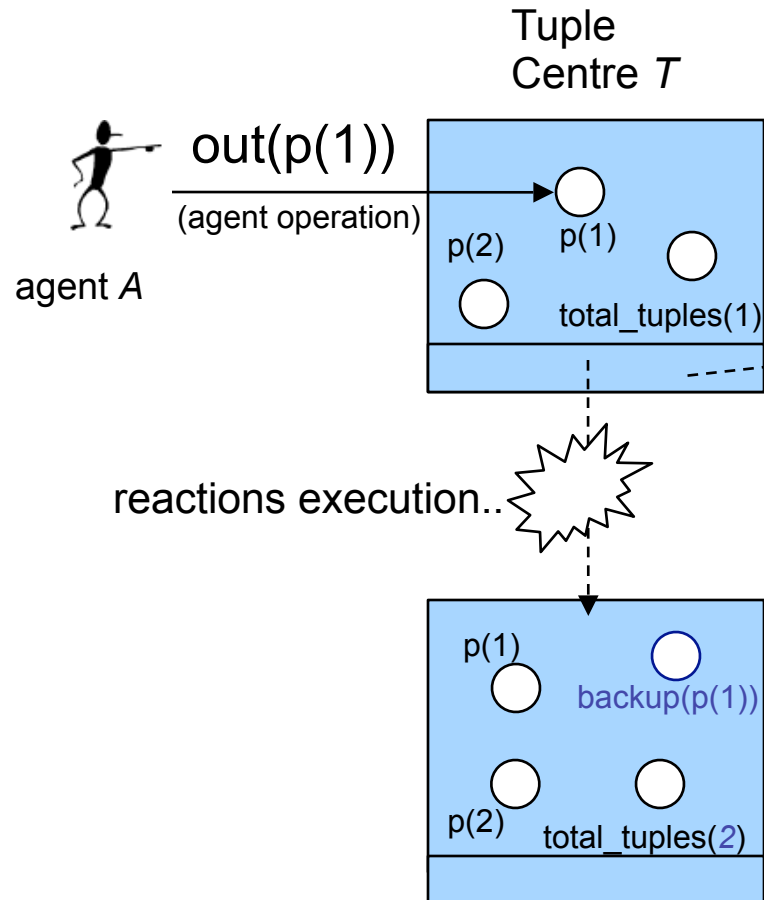 Tuple
Centre T
out(p(1))
(agent operation)
p(1)
p(2)
agent A
total_tuples(1)
reactions execution..
p(1)
backup(p(1))
p(2)
total_tuples(2)